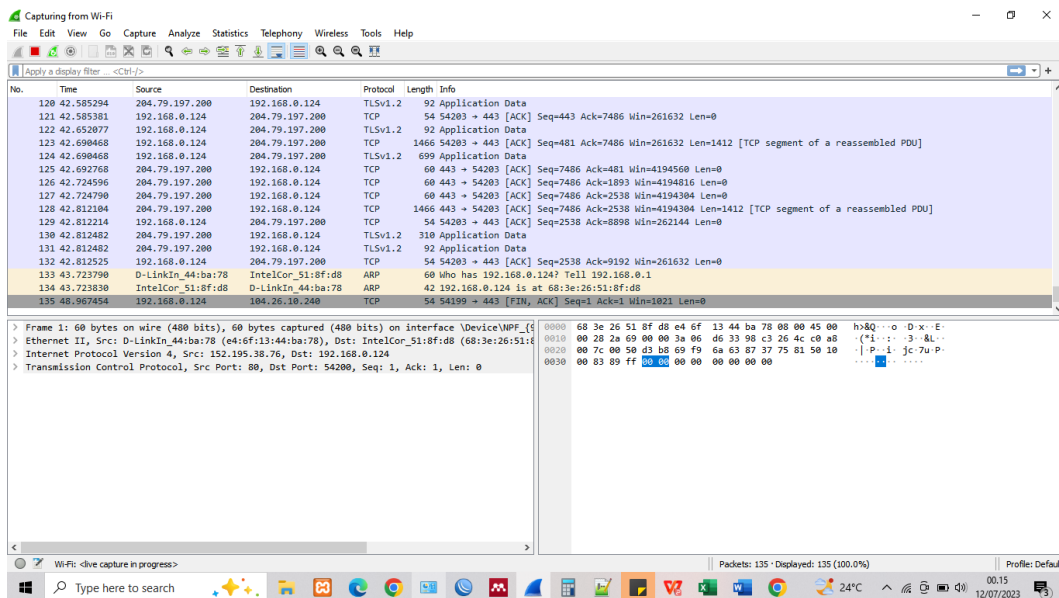 Capturing from Wi-Fi
File Edit View Go Capture Analyze Statistics Telephony Wireless Tools Help
Apply a display filter ... <Ctrl-/>
No. Time Source Destination Protocol Length Info
120 42.585294 204.79.197.200 192.168.0.124 TLSv1.2 92 Application Data
121 42.585381 192.168.0.124 204.79.197.200 TCP 54 54203 → 443 [ACK] Seq=443 Ack=7486 Win=261632 Len=0
122 42.652077 192.168.0.124 204.79.197.200 TLSv1.2 92 Application Data
123 42.690468 192.168.0.124 204.79.197.200 TCP 1466 54203 → 443 [ACK] Seq=481 Ack=7486 Win=261632 Len=1412 [TCP segment of a reassembled PDU]
124 42.690468 192.168.0.124 204.79.197.200 TLSv1.2 699 Application Data
125 42.692768 204.79.197.200 192.168.0.124 TCP 60 443 → 54203 [ACK] Seq=7486 Ack=481 Win=4194560 Len=0
126 42.724596 204.79.197.200 192.168.0.124 TCP 60 443 → 54203 [ACK] Seq=7486 Ack=1893 Win=4194816 Len=0
127 42.724790 204.79.197.200 192.168.0.124 TCP 60 443 → 54203 [ACK] Seq=7486 Ack=2538 Win=4194304 Len=0
128 42.812104 204.79.197.200 192.168.0.124 TCP 1466 443 → 54203 [ACK] Seq=7486 Ack=2538 Win=4194304 Len=1412 [TCP segment of a reassembled PDU]
129 42.812214 192.168.0.124 204.79.197.200 TCP 54 54203 → 443 [ACK] Seq=2538 Ack=8898 Win=262144 Len=0
130 42.812482 204.79.197.200 192.168.0.124 TLSv1.2 310 Application Data
131 42.812482 204.79.197.200 192.168.0.124 TLSv1.2 92 Application Data
132 42.812525 192.168.0.124 204.79.197.200 TCP 54 54203 → 443 [ACK] Seq=2538 Ack=9192 Win=261632 Len=0
133 43.723790 D-LinkIn_44:ba:78 IntelCor_51:8f:d8 ARP 60 Who has 192.168.0.124? Tell 192.168.0.1
134 43.723830 IntelCor_51:8f:d8 D-LinkIn_44:ba:78 ARP 42 192.168.0.124 is at 68:3e:26:51:8f:d8
135 48.967454 192.168.0.124 104.26.10.240 TCP 54 54199 → 443 [FIN, ACK] Seq=1 Ack=1 Win=1021 Len=0
> Frame 1: 60 bytes on wire (480 bits), 60 bytes captured (480 bits) on interface \Device\NPF_{9
> Ethernet II, Src: D-LinkIn_44:ba:78 (e4:6f:13:44:ba:78), Dst: IntelCor_51:8f:d8 (68:3e:26:51:8
> Internet Protocol Version 4, Src: 152.195.38.76, Dst: 192.168.0.124
> Transmission Control Protocol, Src Port: 80, Dst Port: 54200, Seq: 1, Ack: 1, Len: 0
0000 68 3e 26 51 8f d8 e4 6f 13 44 ba 78 08 00 45 00 h>&Q···o ·D·x··E·
0010 00 28 2a 69 00 00 3a 06 d6 33 98 c3 26 4c c0 a8 ·(*i··:· ·3··&L··
0020 00 7c 00 50 d3 b8 69 f9 6a 63 87 37 75 81 50 10 ·|·P··i· jc·7u·P·
0030 00 83 89 ff 00 00 00 00 00 00 00 00 ········ ····
Wi-Fi: <live capture in progress> Packets: 135 · Displayed: 135 (100.0%) Profile: Defaul
Type here to search 24°C 00.15
12/07/2023